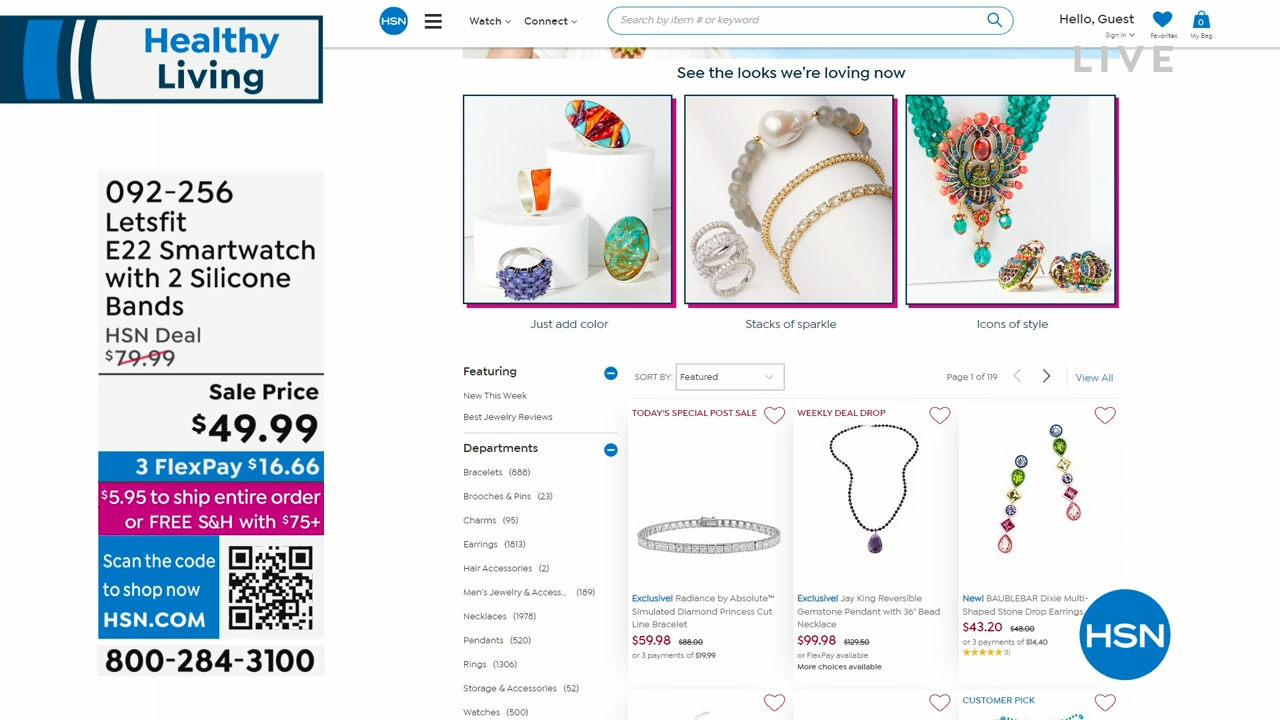 Healthy
Living
092-256
Letsfit
E22 Smartwatch
with 2 Silicone
Bands
HSN Deal
$79.99
Sale Price
$49.99
3 FlexPay $16.66
$5.95 to ship entire order
or FREE S&H with $75+
Scan the code
to shop now
HSN.COM
800-284-3100
HSN
Watch
Connect
Search by item # or keyword
Hello, Guest
Sign In
Favorites
0
My Bag
LIVE
See the looks we're loving now
Just add color
Stacks of sparkle
Icons of style
Featuring
New This Week
Best Jewelry Reviews
Departments
Bracelets (888)
Brooches & Pins (23)
Charms (95)
Earrings (1813)
Hair Accessories (2)
Men's Jewelry & Access... (189)
Necklaces (1978)
Pendants (520)
Rings (1306)
Storage & Accessories (52)
Watches (500)
SORT BY: Featured
Page 1 of 119
View All
TODAY'S SPECIAL POST SALE
Exclusive! Radiance by Absolute™
Simulated Diamond Princess Cut
Line Bracelet
$59.98 $88.00
or 3 payments of $19.99
WEEKLY DEAL DROP
Exclusive! Jay King Reversible
Gemstone Pendant with 36" Bead
Necklace
$99.98 $129.50
or FlexPay available
More choices available
New! BAUBLEBAR Dixie Multi-
Shaped Stone Drop Earrings
$43.20 $48.00
or 3 payments of $14.40
(1)
CUSTOMER PICK
HSN